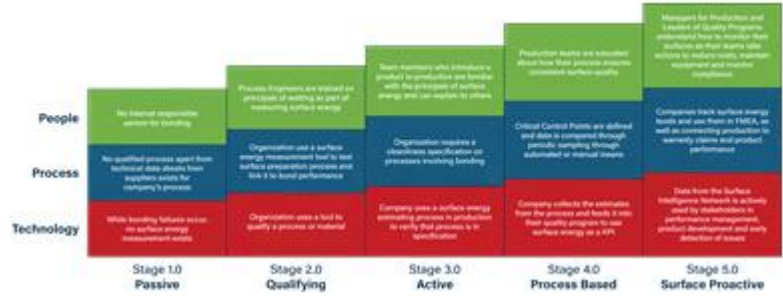 People
No internal responsible
person for bonding
Process Engineers are trained on
principals of wetting as part of
measuring surface energy
Team members who introduce a
product to production are familiar
with the principles of surface
energy and can explain to others
Production teams are educated
about how their process ensures
consistent surface quality
Managers for Production and
Leaders of Quality Programs
understand how to monitor their
surfaces so their teams take
actions to reduce costs, maintain
equipment and monitor
compliance
Process
No qualified process apart from
technical data sheets from
suppliers exists for
company's process
Organization use a surface
energy measurement tool to test
surface preparation process and
link it to bond performance
Organization requires a
cleanliness specification on
processes involving bonding
Critical Control Points are defined
and data is compared through
periodic sampling through
automated or manual means
Companies track surface energy
levels and use them in FMEA, as
well as connecting production to
warranty claims and product
performance
Technology
While bonding failures occur,
no surface energy
measurement exists
Organization uses a tool to
qualify a process or material
Company uses a surface energy
estimating process in production
to verify that process is in
specification
Company collects the estimates
from the process and feeds it into
their quality program to use
surface energy as a KPI.
Data from the Surface
Intelligence Network is actively
used by stakeholders in
performance management,
product development and early
detection of issues
Stage 1.0
Passive
Stage 2.0
Qualifying
Stage 3.0
Active
Stage 4.0
Process Based
Stage 5.0
Surface Proactive